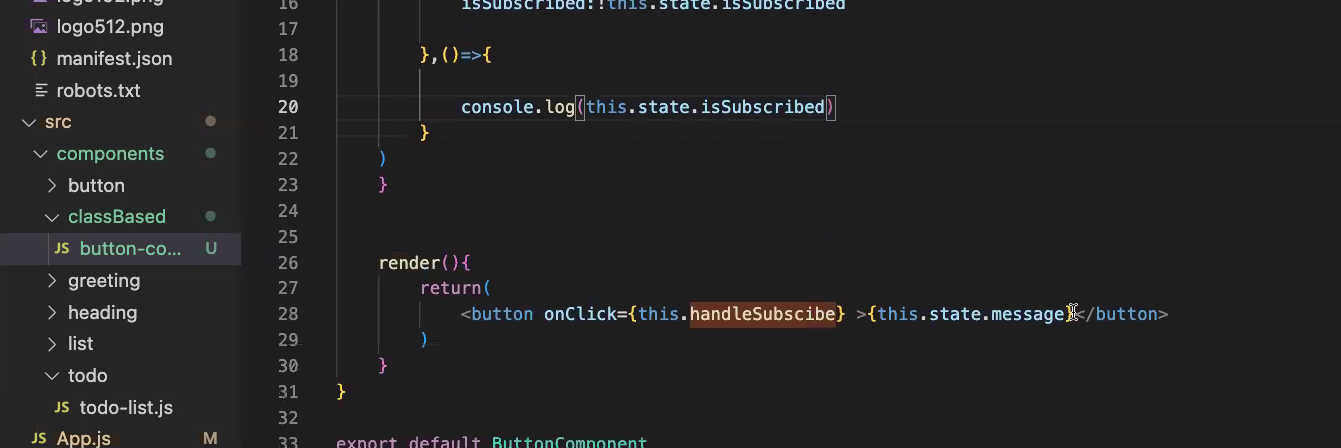 logo192.png
logo512.png
{} manifest.json
robots.txt
src
components
button
classBased
JS button-co... U
greeting
heading
list
todo
JS todo-list.js
JS App.js M
16 isSubscribed:!this.state.isSubscribed
17
18 },()=>{
19
20 console.log(this.state.isSubscribed)
21 }
22 )
23 }
24
25
26 render(){
27 return(
28 <button onClick={this.handleSubscibe} >{this.state.message}</button>
29 )
30 }
31 }
32
33 export default ButtonComponent